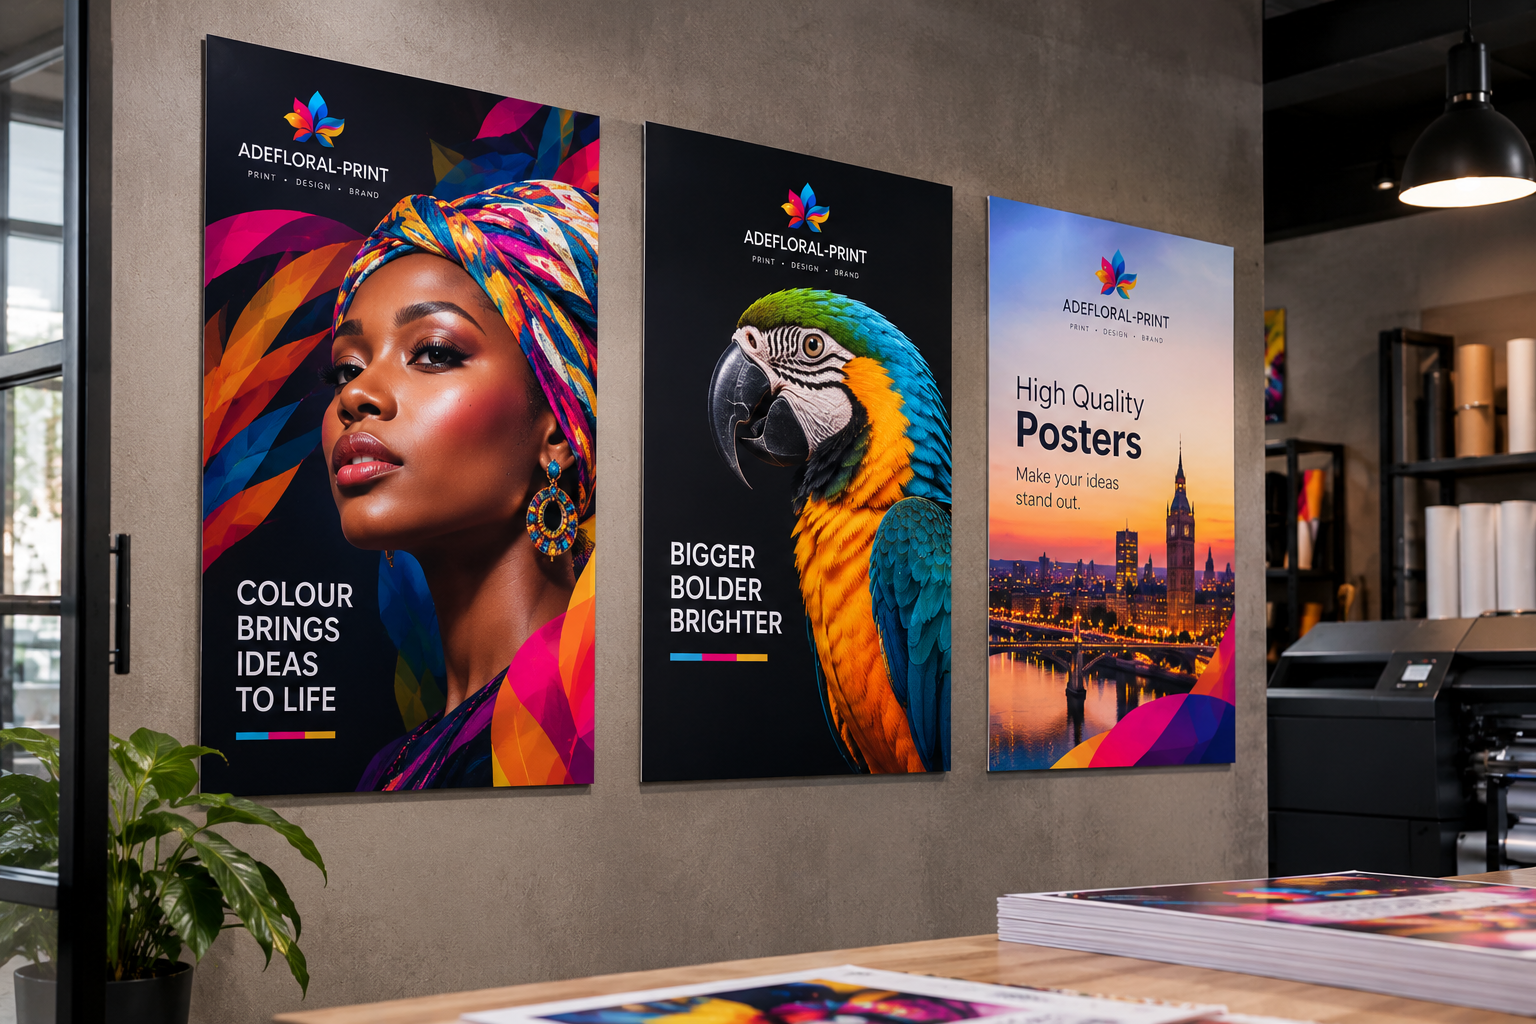 ADEFLORAL-PRINT
PRINT • DESIGN • BRAND
COLOUR
BRINGS
IDEAS
TO LIFE
ADEFLORAL-PRINT
PRINT • DESIGN • BRAND
BIGGER
BOLDER
BRIGHTER
ADEFLORAL-PRINT
PRINT • DESIGN • BRAND
High Quality
Posters
Make your ideas
stand out.